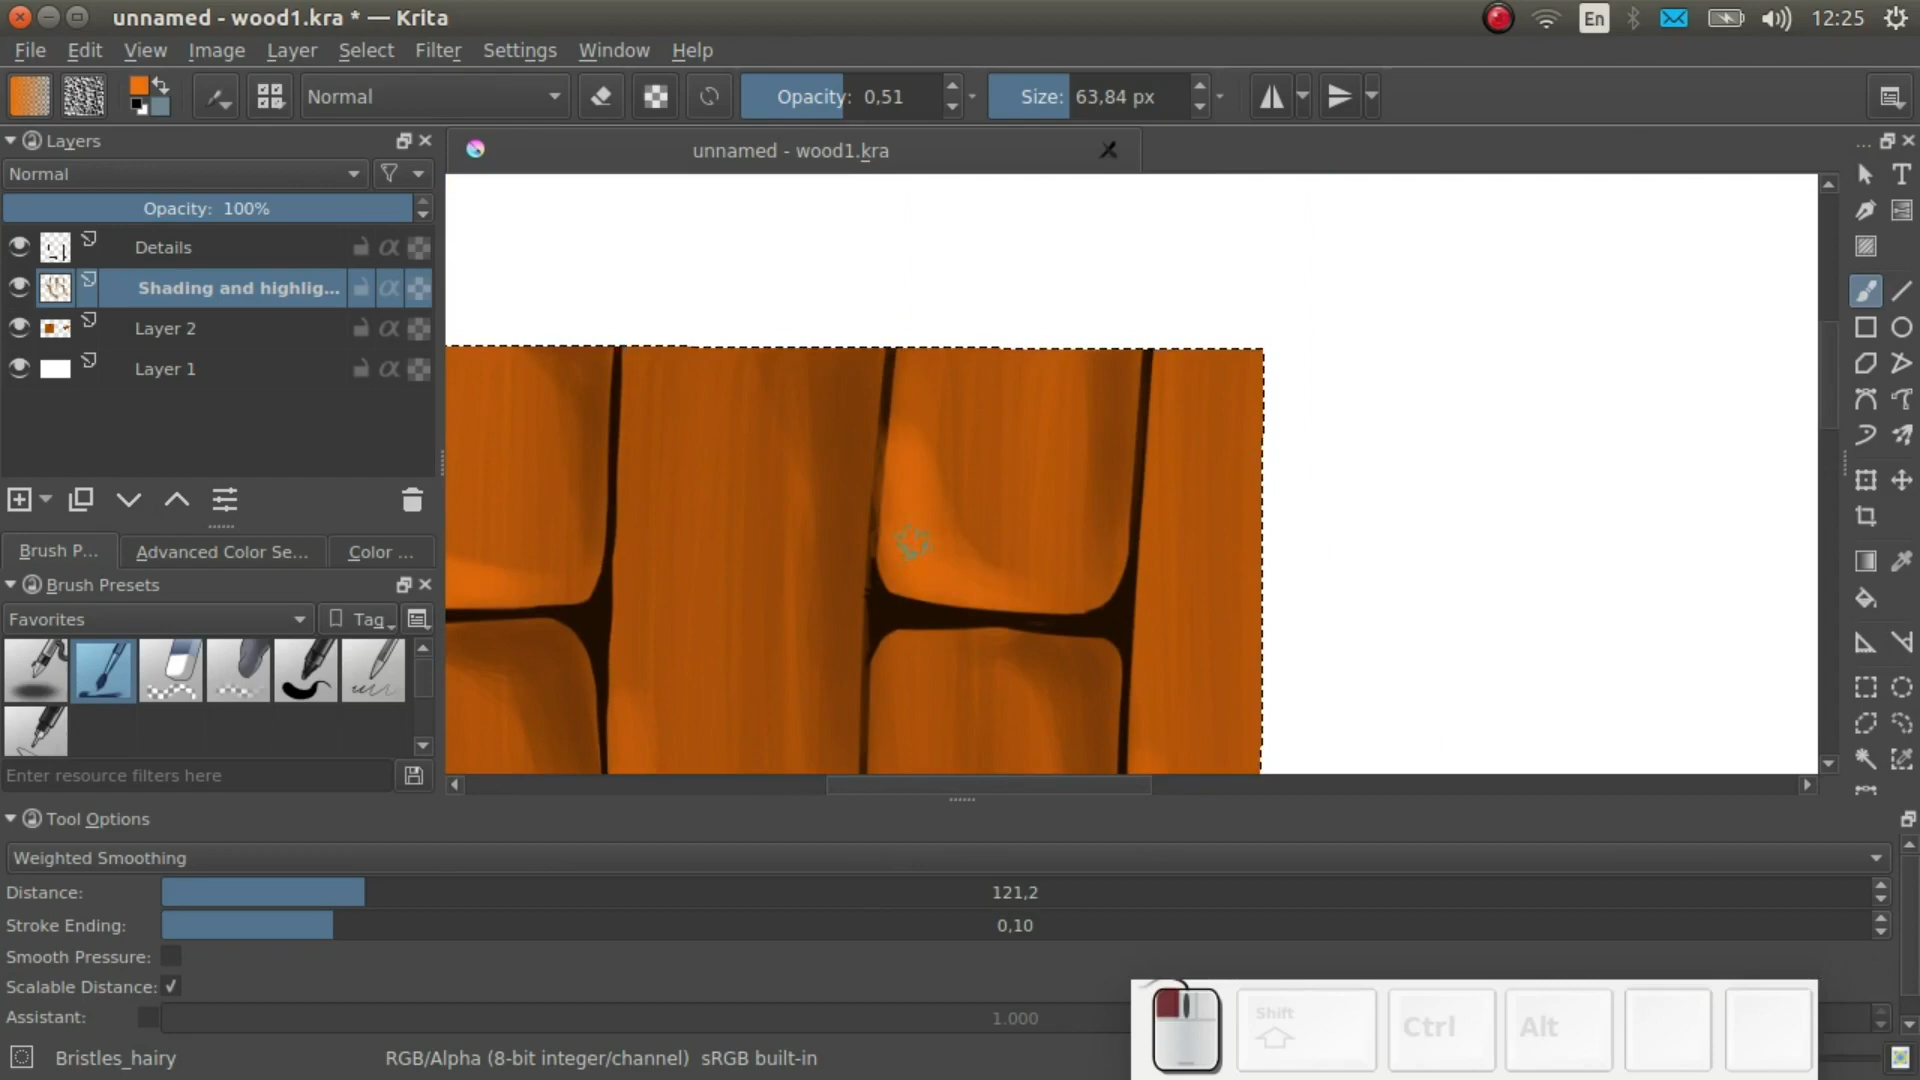 unnamed - wood1.kra * — Krita
En
12:25
File Edit View Image Layer Select Filter Settings Window Help
Normal
Opacity: 0,51
Size: 63,84 px
Layers
unnamed - wood1.kra
Normal
Opacity: 100%
Details
Shading and highlig...
Layer 2
Layer 1
Brush P...
Advanced Color Se...
Color ...
Brush Presets
Favorites
Tag
Enter resource filters here
Tool Options
Weighted Smoothing
Distance: 121,2
Stroke Ending: 0,10
Smooth Pressure:
Scalable Distance:
Assistant: 1.000
Shift
Ctrl
Alt
Bristles_hairy
RGB/Alpha (8-bit integer/channel) sRGB built-in